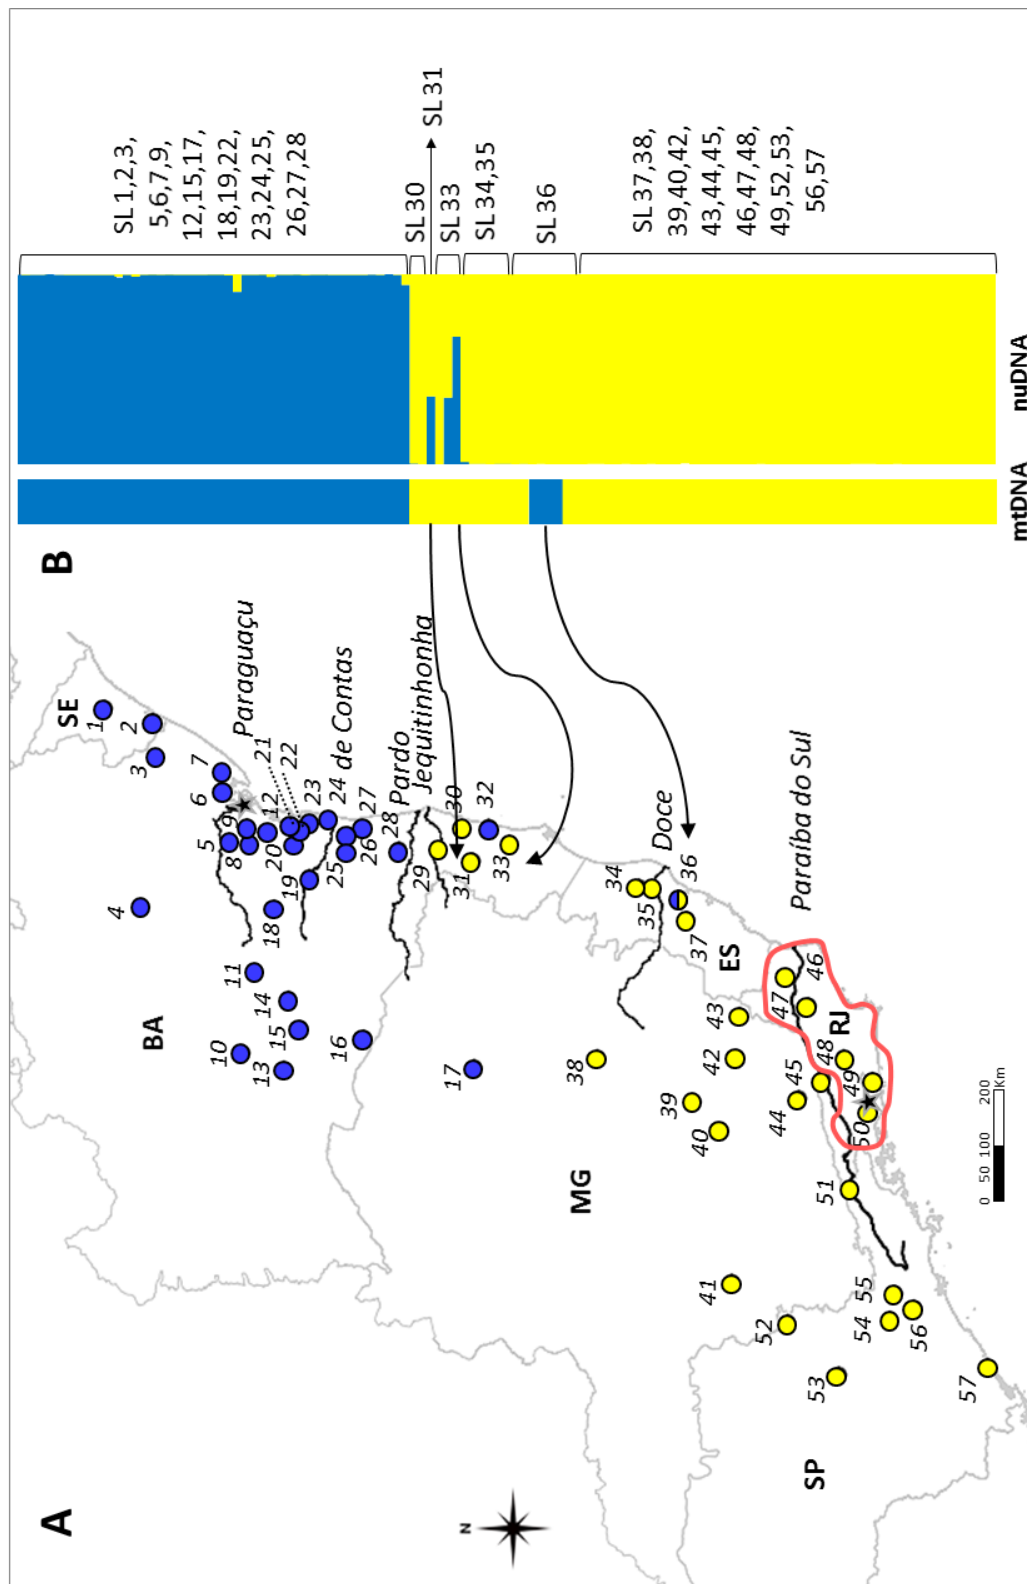 A
N
SE
BA
MG
ES
RJ
SP
1
2
3
4
5
6
7
8
9
10
11
12
13
14
15
16
17
18
19
20
21
22
23
24
25
26
27
28
29
30
31
32
33
34
35
36
37
38
39
40
41
42
43
44
45
46
47
48
49
50
51
52
53
54
55
56
57
Paraguaçu
de Contas
Pardo
Jequitinhonha
Doce
Paraíba do Sul
0 50 100 200
Km
B
mtDNA
nuDNA
SL 1,2,3,
5,6,7,9,
12,15,17,
18,19,22,
23,24,25,
26,27,28
SL 30
SL 31
SL 33
SL 34,35
SL 36
SL 37,38,
39,40,42,
43,44,45,
46,47,48,
49,52,53,
56,57